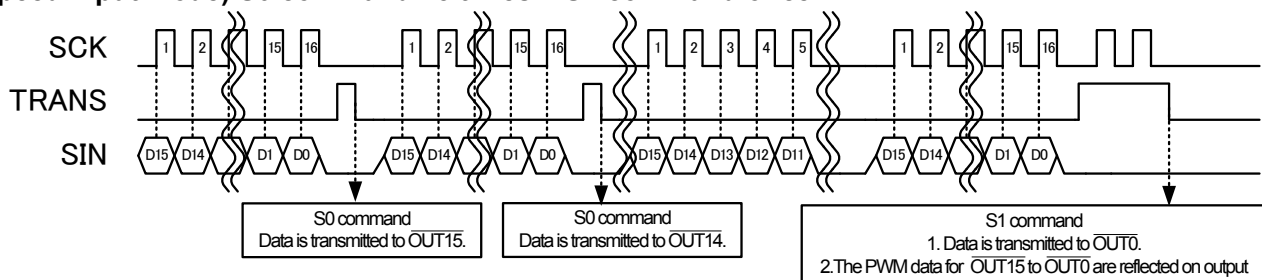 SCK 1 2 15 16 1 2 15 16 1 2 3 4 5 1 2 15 16
TRANS
SIN D15 D14 D1 D0 D15 D14 D1 D0 D15 D14 D13 D12 D11 D15 D14 D1 D0
S0 command
Data is transmitted to OUT15.
S0 command
Data is transmitted to OUT14.
S1 command
1. Data is transmitted to OUT0.
2.The PWM data for OUT15 to OUT0 are reflected on output